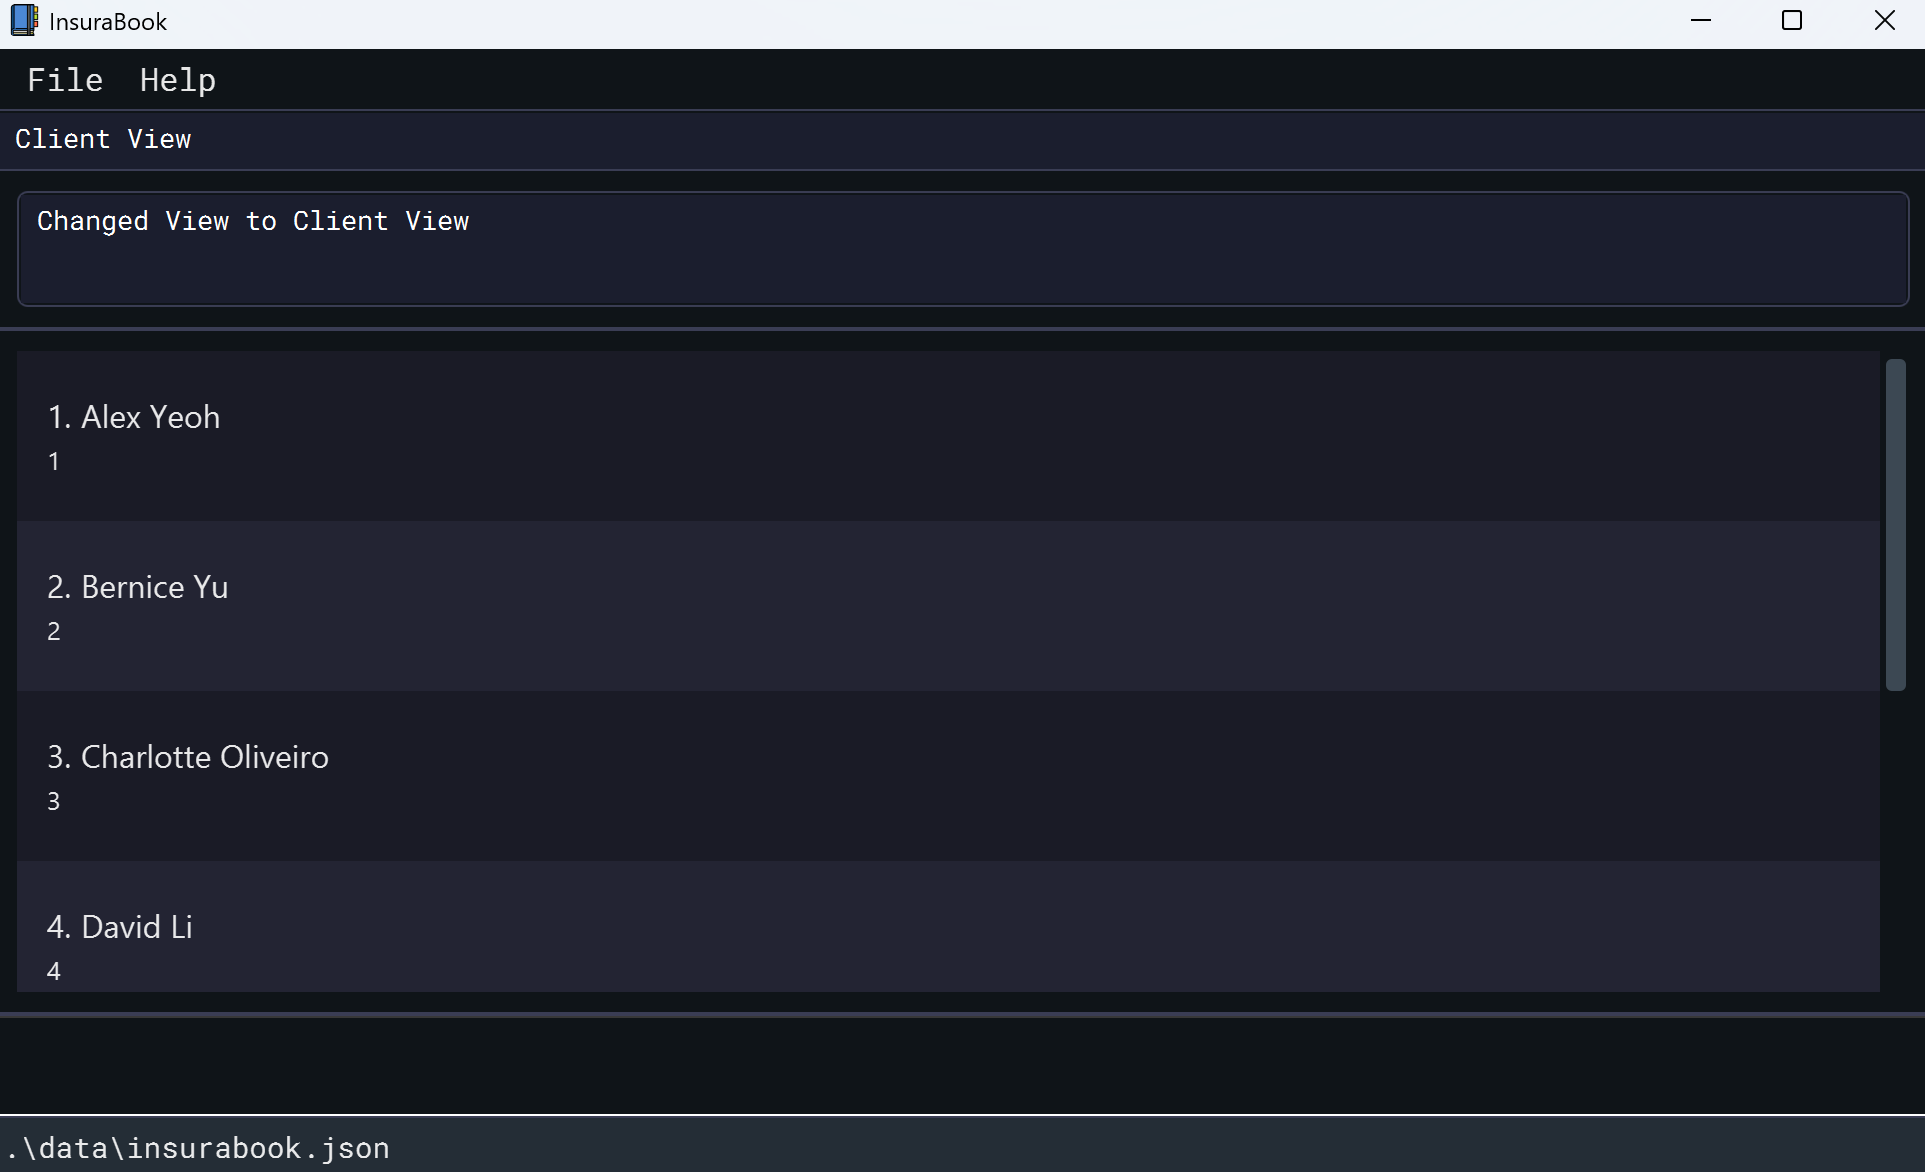 InsuraBook
File Help
Client View
Changed View to Client View
1. Alex Yeoh
1
2. Bernice Yu
2
3. Charlotte Oliveiro
3
4. David Li
4
.\data\insurabook.json